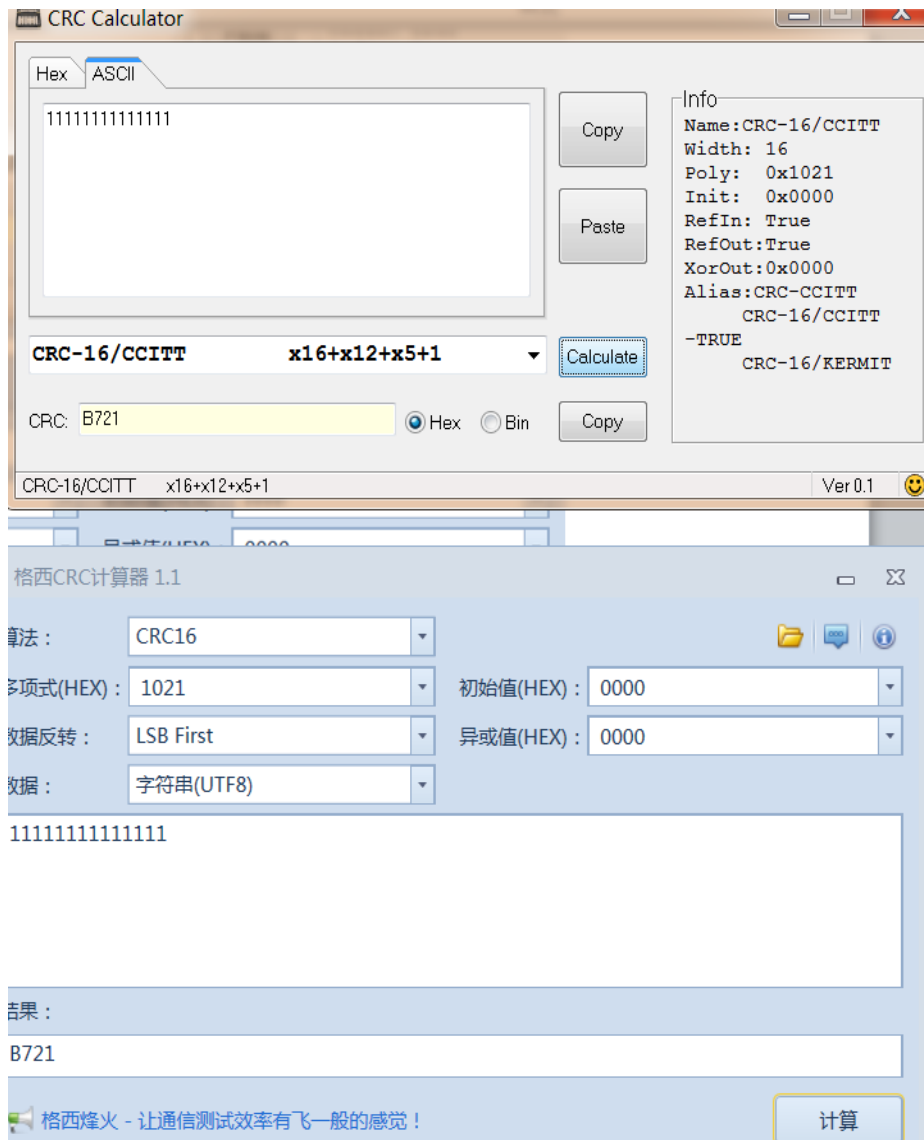 CRC Calculator
Hex ASCII
11111111111111
Copy
Paste
Info
Name:CRC-16/CCITT
Width: 16
Poly: 0x1021
Init: 0x0000
RefIn: True
RefOut:True
XorOut:0x0000
Alias:CRC-CCITT
CRC-16/CCITT
-TRUE
CRC-16/KERMIT
CRC-16/CCITT x16+x12+x5+1 Calculate
CRC: B721 Hex Bin Copy
CRC-16/CCITT x16+x12+x5+1 Ver 0.1
格西CRC计算器 1.1
算法： CRC16
多项式(HEX)： 1021 初始值(HEX)： 0000
数据反转： LSB First 异或值(HEX)： 0000
数据： 字符串(UTF8)
11111111111111
结果：
B721
格西烽火 - 让通信测试效率有飞一般的感觉！ 计算